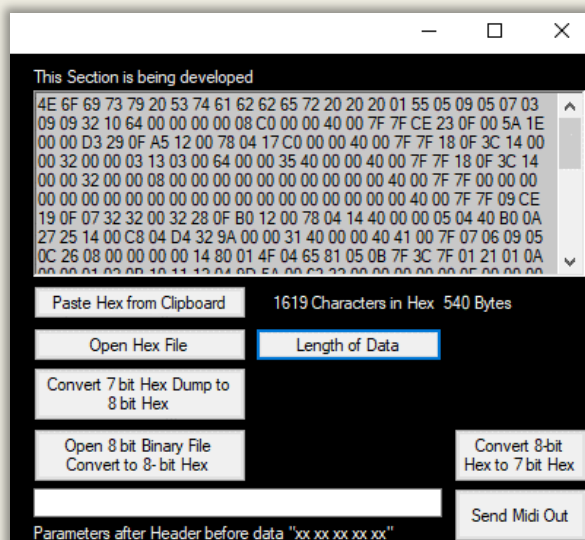 This Section is being developed
4E 6F 69 73 79 20 53 74 61 62 62 65 72 20 20 20 01 55 05 09 05 07 03
09 09 32 10 64 00 00 00 00 08 C0 00 00 40 00 7F 7F CE 23 0F 00 5A 1E
00 00 D3 29 0F A5 12 00 78 04 17 C0 00 00 40 00 7F 7F 18 0F 3C 14 00
00 32 00 00 03 13 03 00 64 00 00 35 40 00 00 40 00 7F 7F 18 0F 3C 14
00 00 32 00 00 08 00 00 00 00 00 00 00 00 00 00 40 00 7F 7F 00 00 00
00 00 00 00 00 00 00 00 00 00 00 00 00 00 00 00 40 00 7F 7F 09 CE
19 0F 07 32 32 00 32 28 0F B0 12 00 78 04 14 40 00 00 05 04 40 B0 0A
27 25 14 00 C8 04 D4 32 9A 00 00 31 40 00 00 40 41 00 7F 07 06 09 05
0C 26 08 00 00 00 00 14 80 01 4F 04 65 81 05 0B 7F 3C 7F 01 21 01 0A
Paste Hex from Clipboard 1619 Characters in Hex 540 Bytes
Open Hex File Length of Data
Convert 7 bit Hex Dump to
8 bit Hex
Open 8 bit Binary File
Convert to 8- bit Hex
Convert 8-bit
Hex to 7 bit Hex
Send Midi Out
Parameters after Header before data "xx xx xx xx xx"